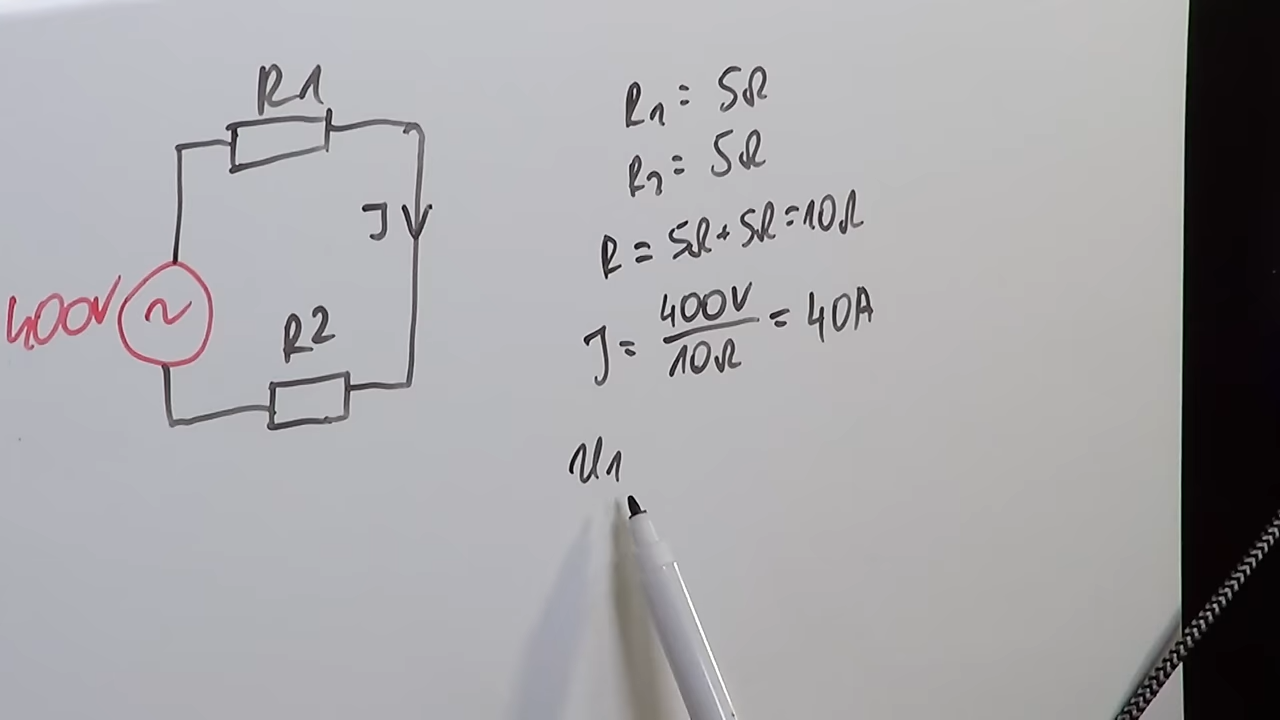 R1
400V
~
I
R2
R1 = 5Ω
R2 = 5Ω
R = 5Ω + 5Ω = 10Ω
I = 400V / 10Ω = 40A
U1